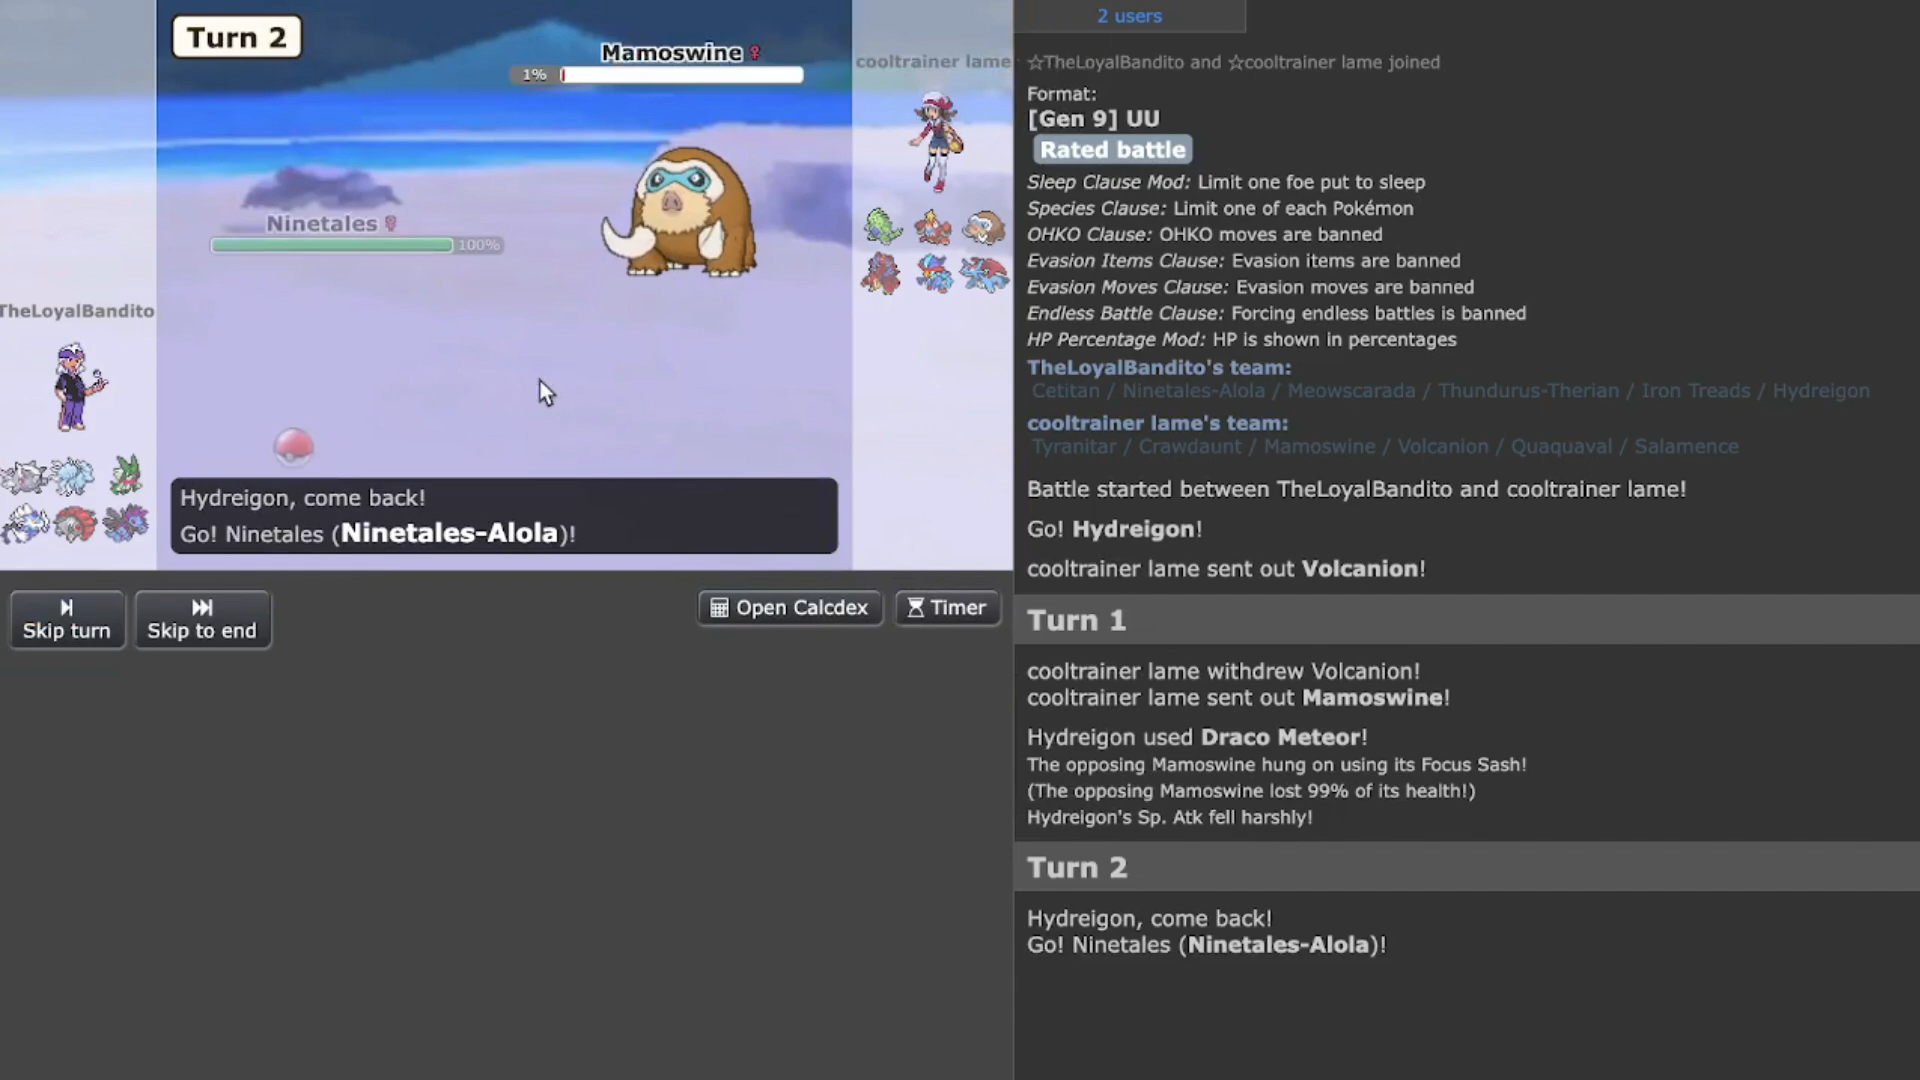 Turn 2
Mamoswine ♀
1%
cooltrainer lame
Ninetales ♀
100%
TheLoyalBandito
Hydreigon, come back!
Go! Ninetales (Ninetales-Alola)!
Skip turn
Skip to end
Open Calcdex
Timer
2 users
☆TheLoyalBandito and ☆cooltrainer lame joined
Format:
[Gen 9] UU
Rated battle
Sleep Clause Mod: Limit one foe put to sleep
Species Clause: Limit one of each Pokémon
OHKO Clause: OHKO moves are banned
Evasion Items Clause: Evasion items are banned
Evasion Moves Clause: Evasion moves are banned
Endless Battle Clause: Forcing endless battles is banned
HP Percentage Mod: HP is shown in percentages
TheLoyalBandito's team:
Cetitan / Ninetales-Alola / Meowscarada / Thundurus-Therian / Iron Treads / Hydreigon
cooltrainer lame's team:
Tyranitar / Crawdaunt / Mamoswine / Volcanion / Quaquaval / Salamence
Battle started between TheLoyalBandito and cooltrainer lame!
Go! Hydreigon!
cooltrainer lame sent out Volcanion!
Turn 1
cooltrainer lame withdrew Volcanion!
cooltrainer lame sent out Mamoswine!
Hydreigon used Draco Meteor!
The opposing Mamoswine hung on using its Focus Sash!
(The opposing Mamoswine lost 99% of its health!)
Hydreigon's Sp. Atk fell harshly!
Turn 2
Hydreigon, come back!
Go! Ninetales (Ninetales-Alola)!